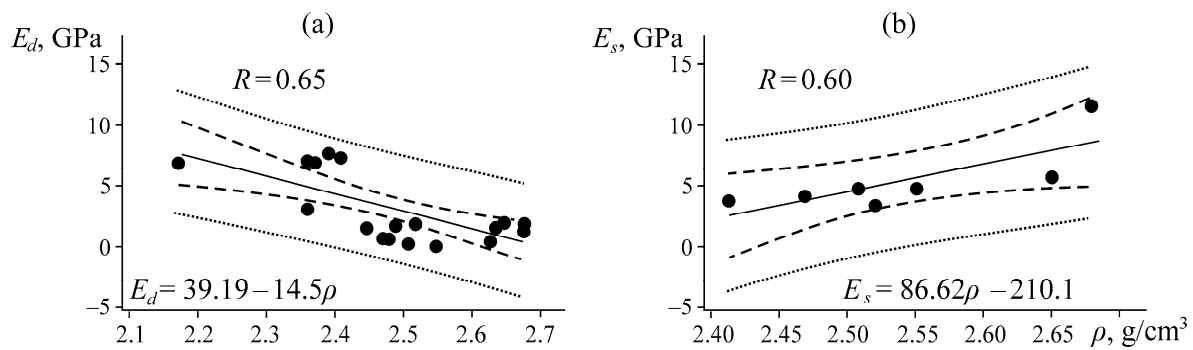 (a)
E_d, GPa
15
10
5
0
–5
R = 0.65
E_d = 39.19 – 14.5ρ
2.1 2.2 2.3 2.4 2.5 2.6 2.7
(b)
E_s, GPa
15
10
5
0
–5
R = 0.60
E_s = 86.62ρ – 210.1
2.40 2.45 2.50 2.55 2.60 2.65 ρ, g/cm³